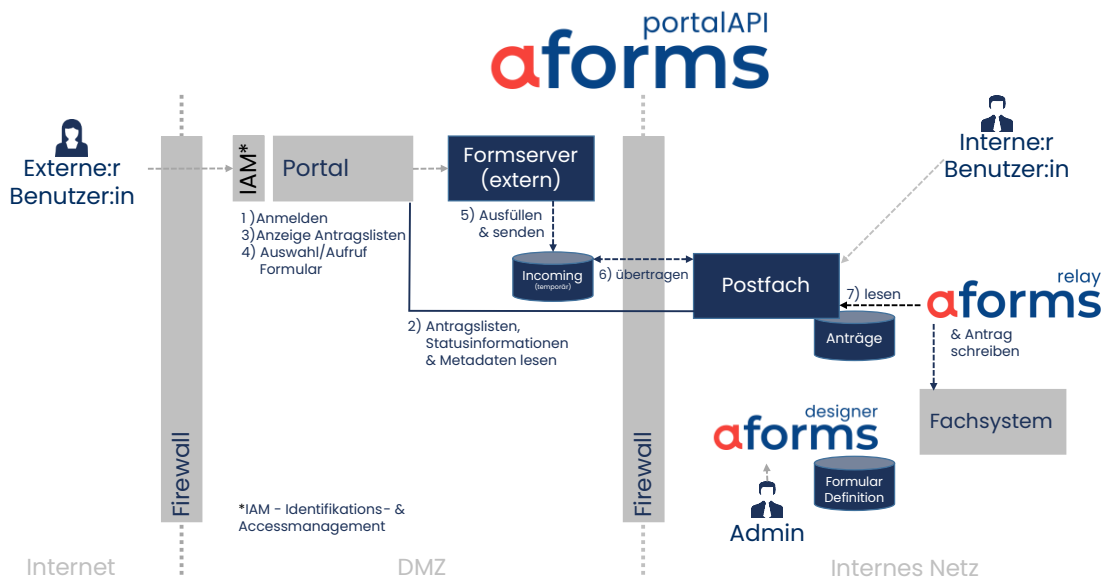 portalAPI
aforms
Externe:r
Benutzer:in
IAM*
Portal
Formserver
(extern)
Interne:r
Benutzer:in
1 )Anmelden
3)Anzeige Antragslisten
4) Auswahl/Aufruf
Formular
5) Ausfüllen
& senden
Incoming
(temporär)
6) übertragen
Postfach
7) lesen
relay
aforms
2) Antragslisten,
Statusinformationen
& Metadaten lesen
Anträge
& Antrag
schreiben
Fachsystem
designer
aforms
Formular
Definition
Admin
Firewall
Firewall
*IAM - Identifikations- &
Accessmanagement
Internet
DMZ
Internes Netz